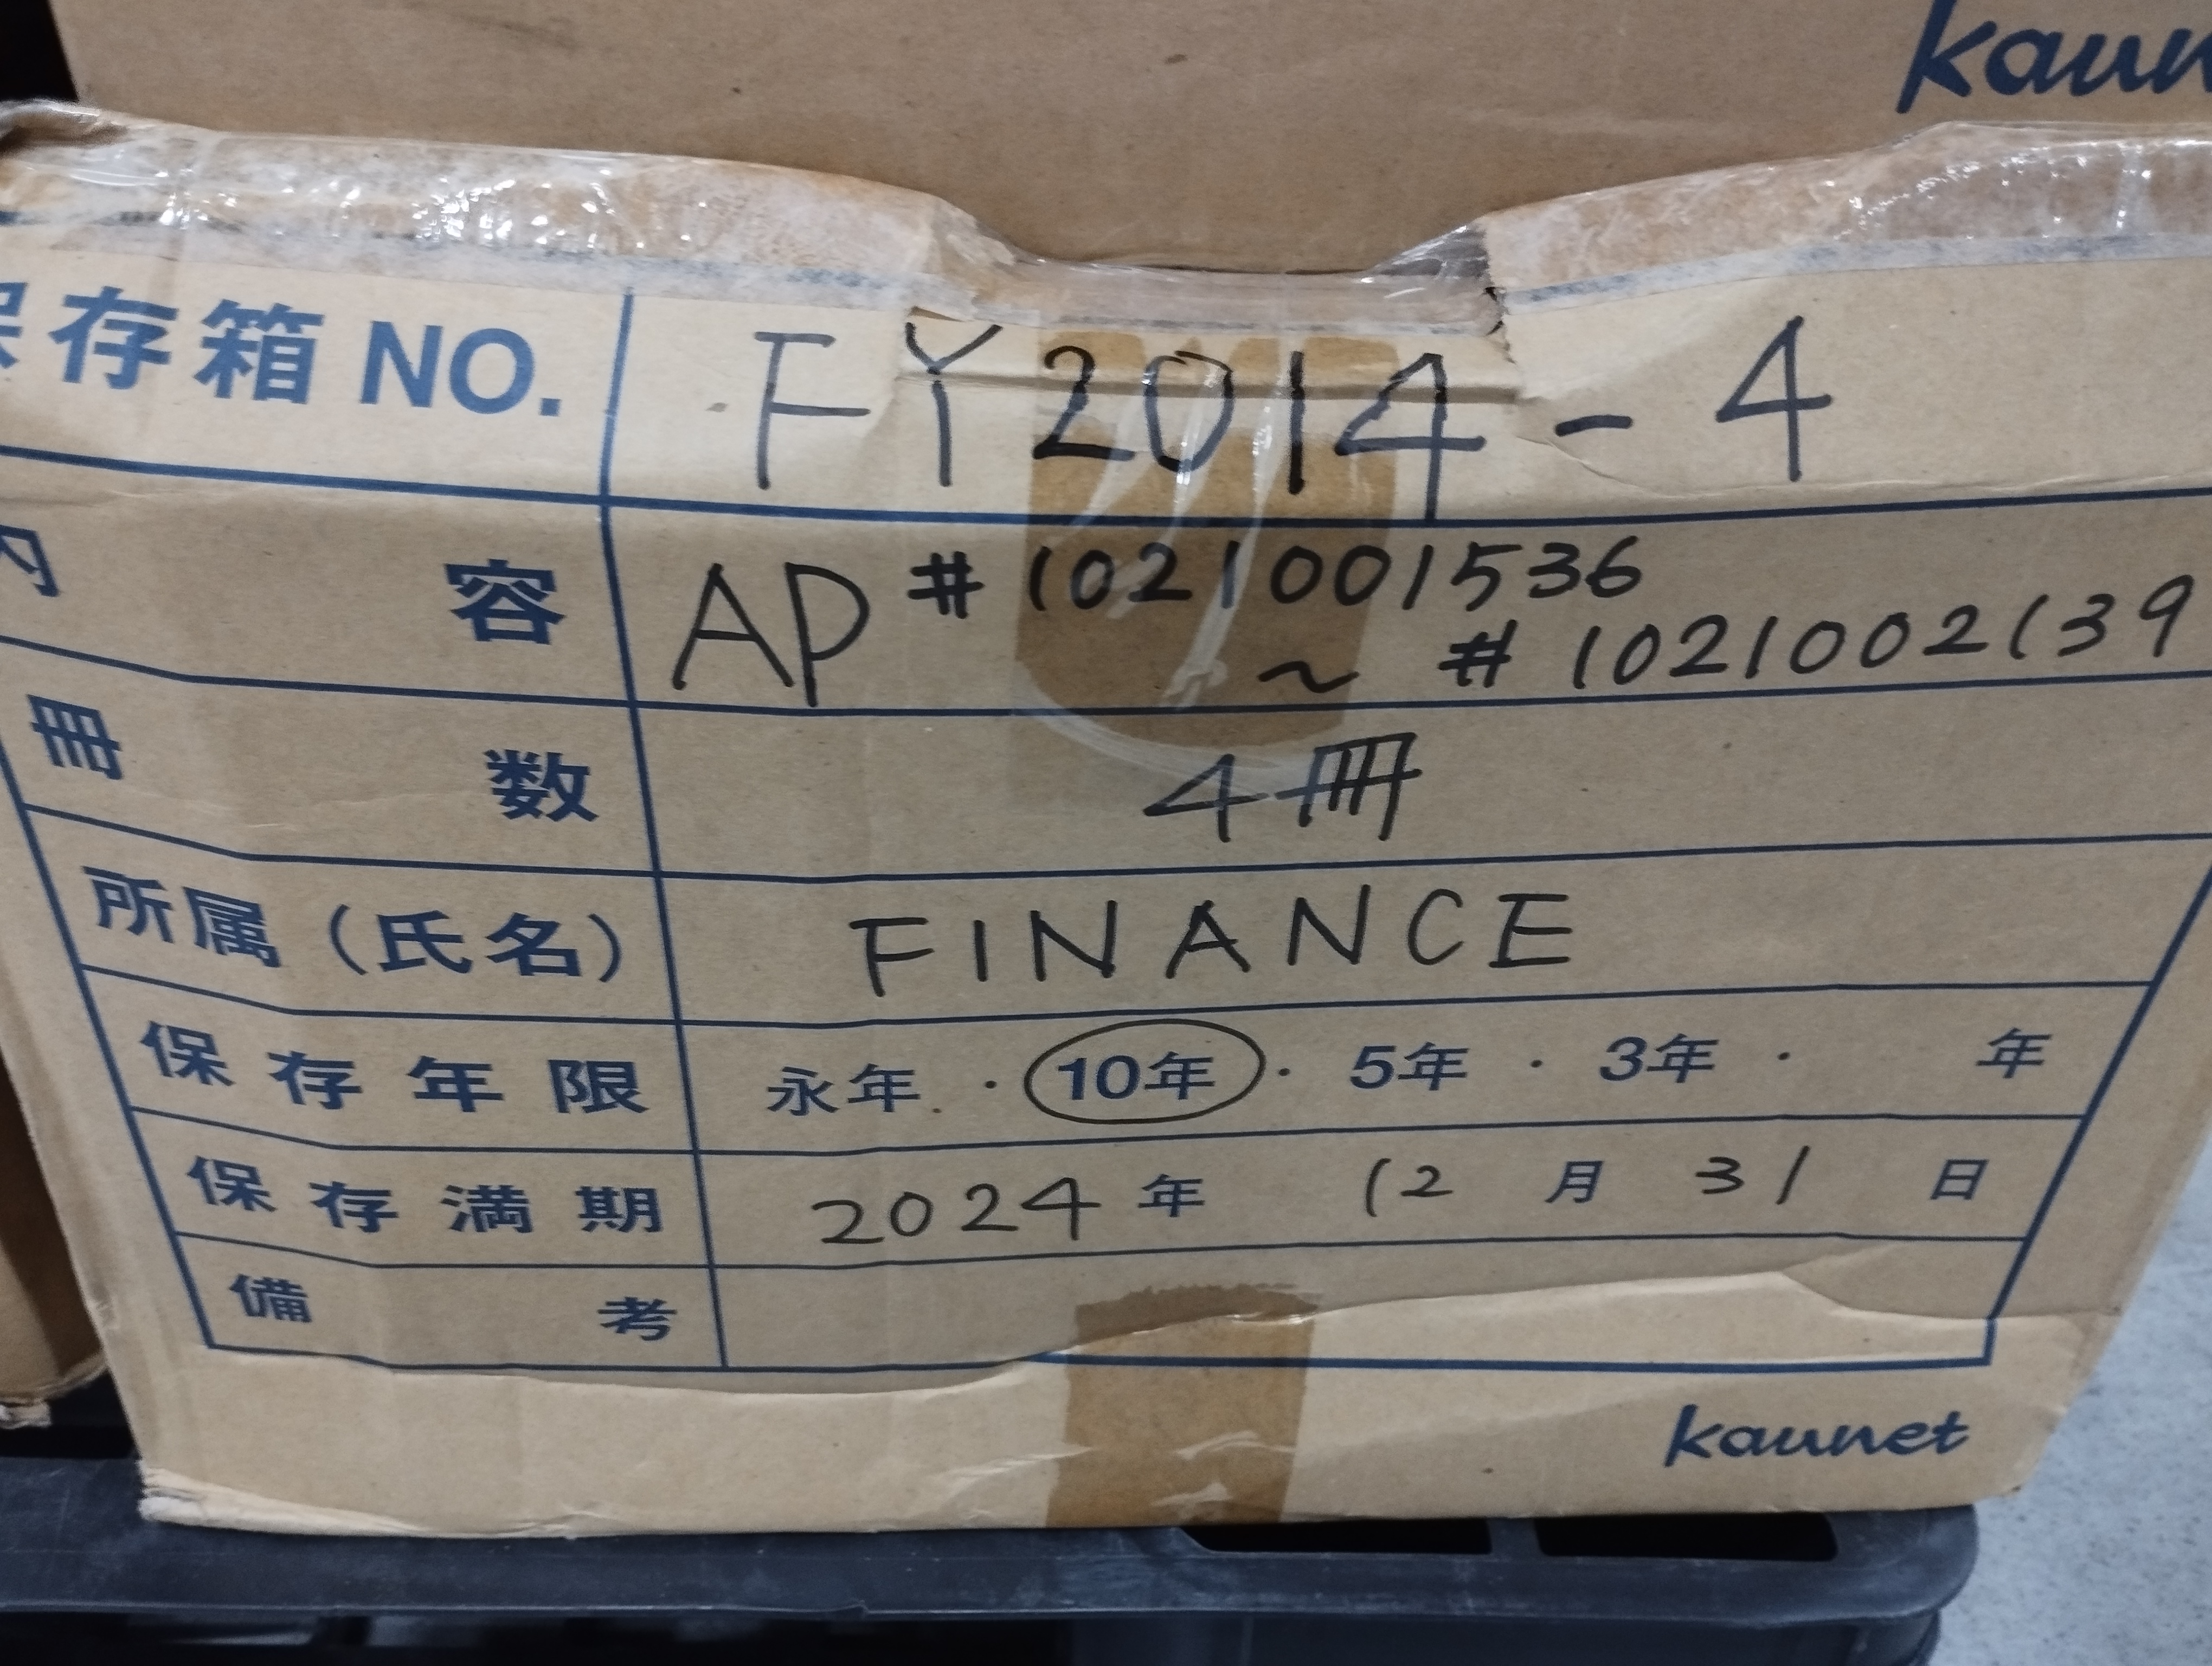 kaun
保存箱 NO. FY2014-4
内容 AP #1021001536
~ #1021002139
冊数 4冊
所属（氏名） FINANCE
保存年限 永年・10年・5年・3年・ 年
保存満期 2024年 12月 31日
備考
kaunet